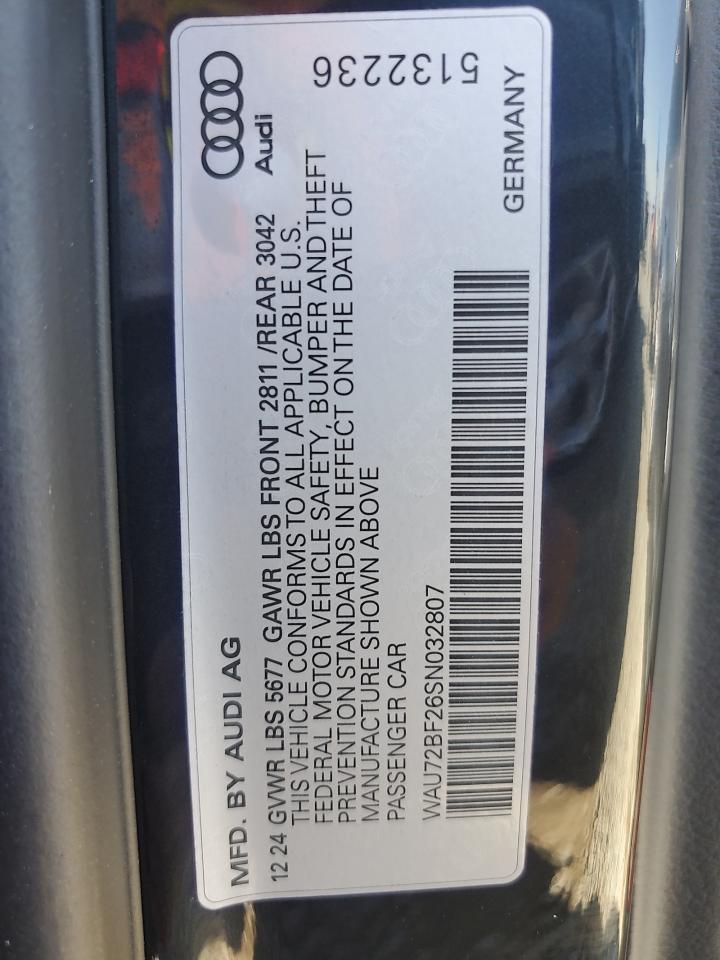 MFD. BY AUDI AG
Audi
12 24 GVWR LBS 5677 GAWR LBS FRONT 2811 /REAR 3042
THIS VEHICLE CONFORMS TO ALL APPLICABLE U.S.
FEDERAL MOTOR VEHICLE SAFETY, BUMPER AND THEFT
PREVENTION STANDARDS IN EFFECT ON THE DATE OF
MANUFACTURE SHOWN ABOVE
PASSENGER CAR
WAU72BF26SN032807
5132236
GERMANY